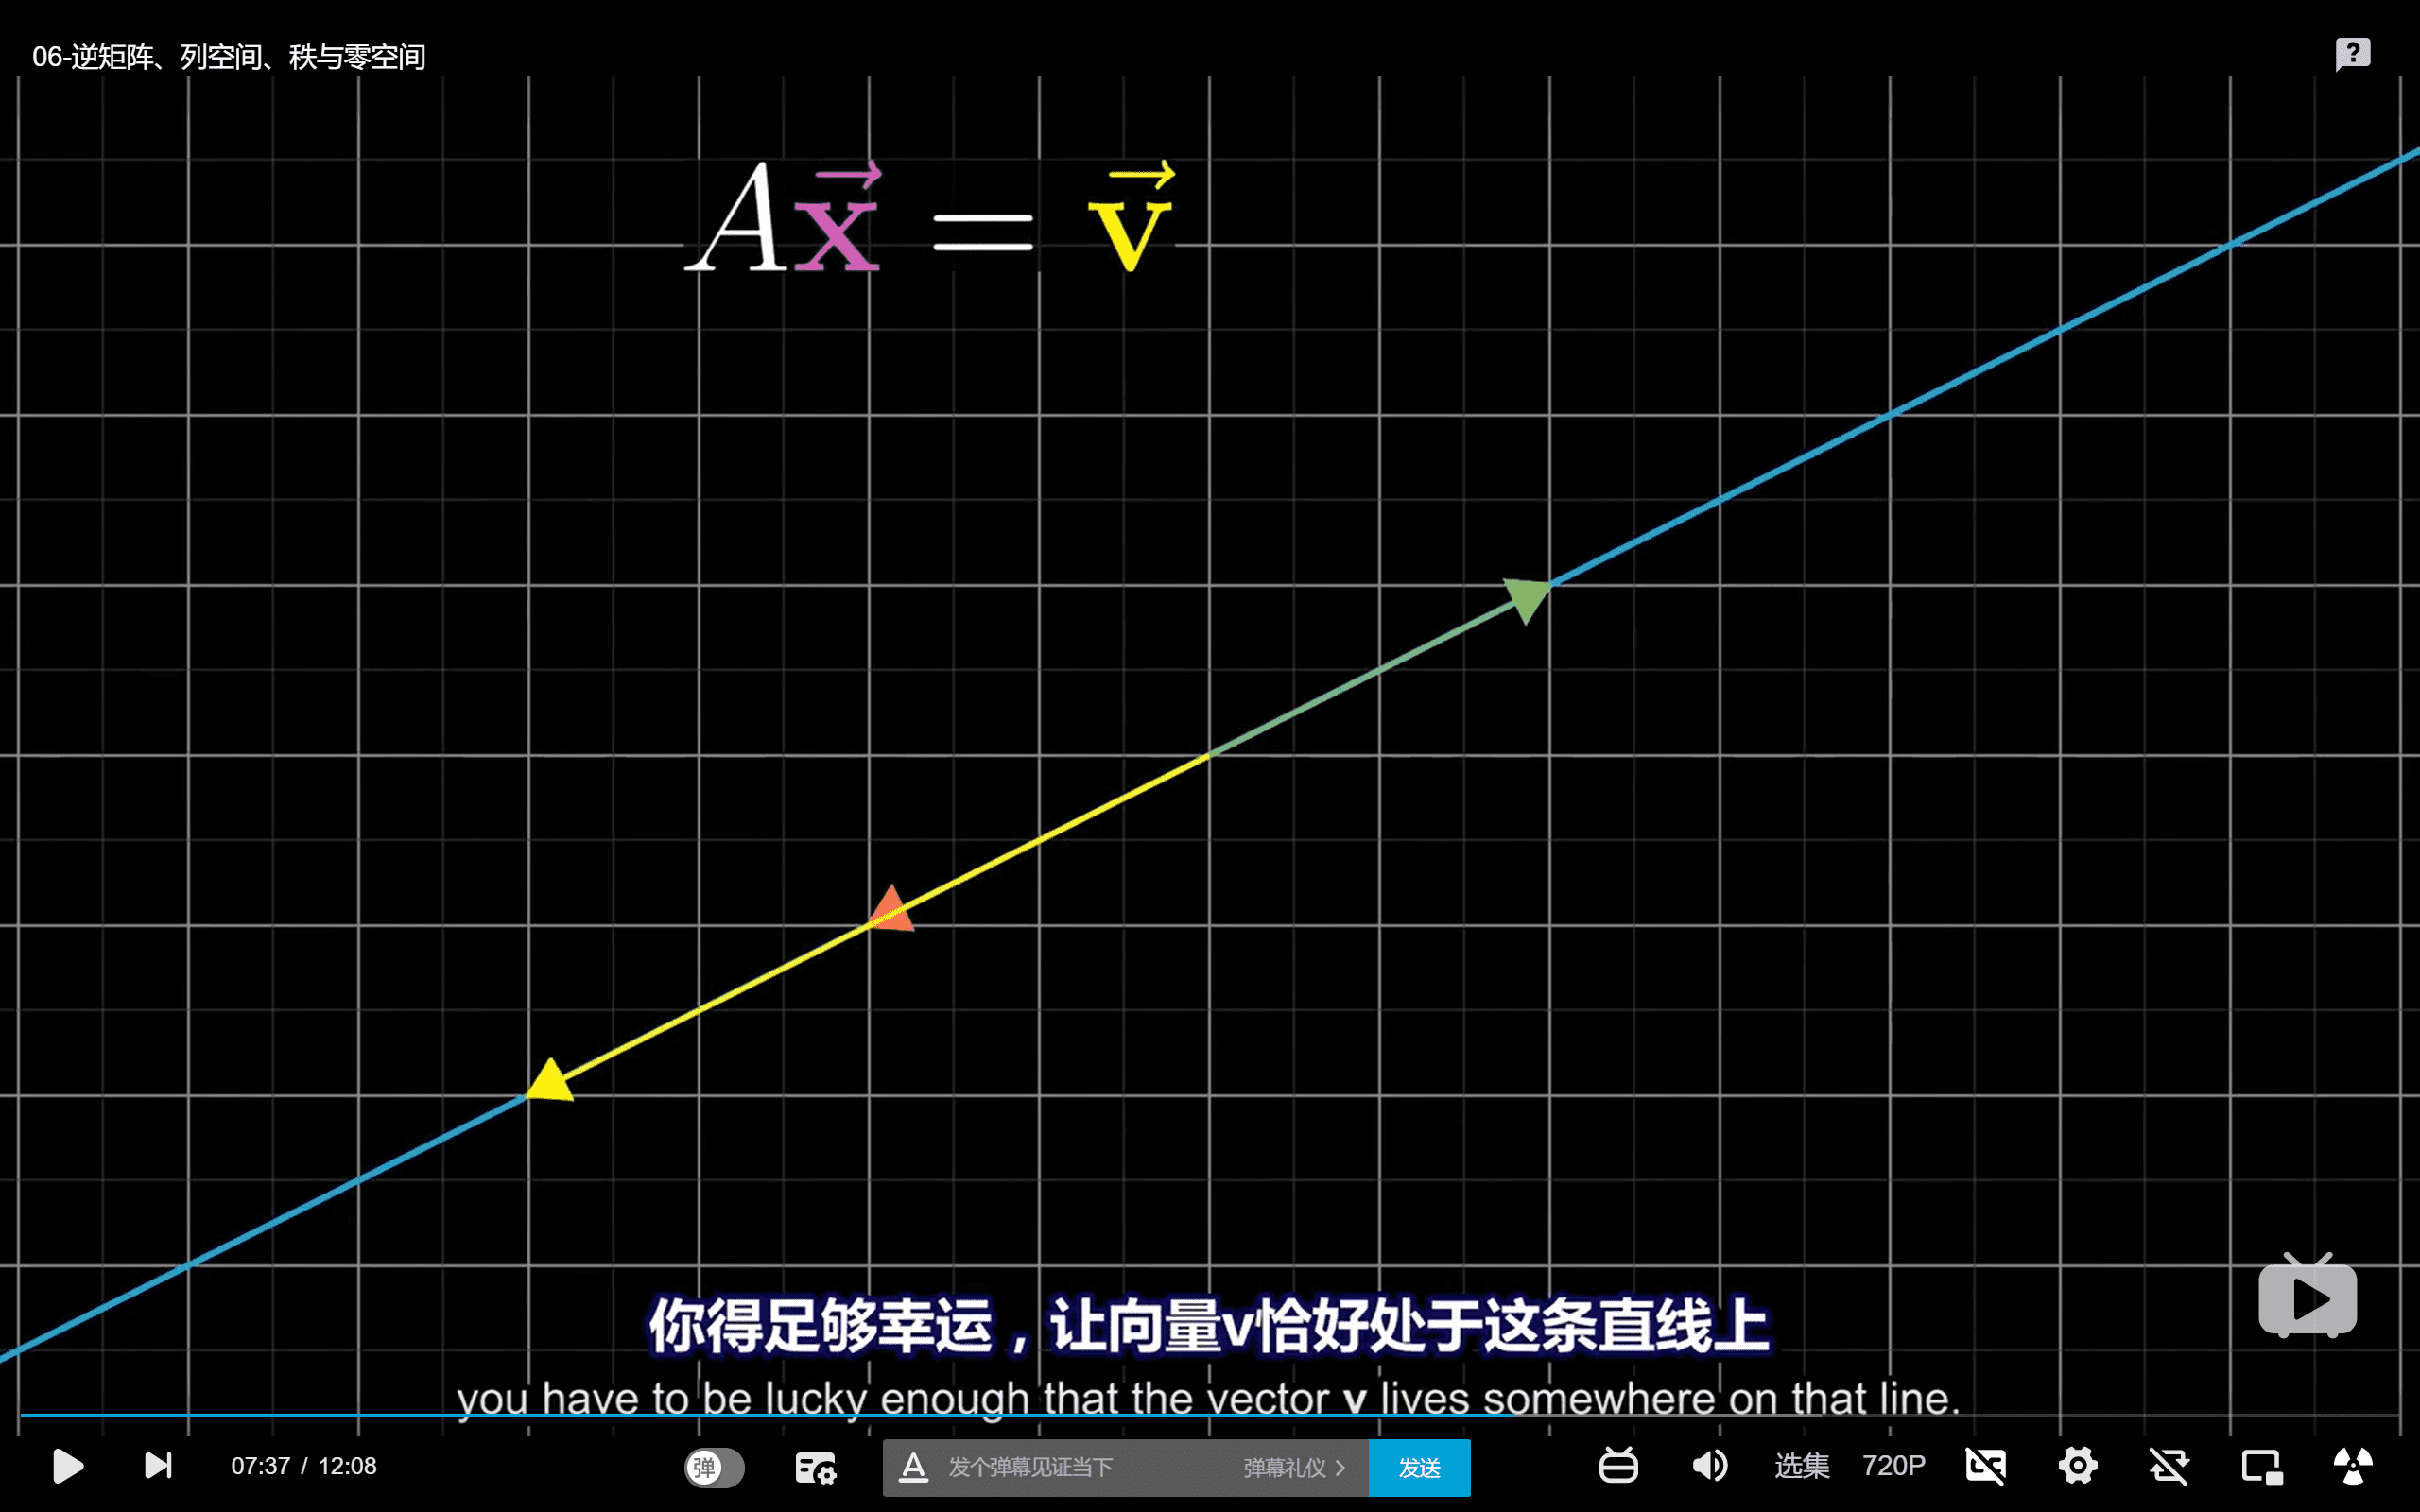 06-逆矩阵、列空间、秩与零空间
Ax⃗ = v⃗
你得足够幸运，让向量v恰好处于这条直线上
you have to be lucky enough that the vector v lives somewhere on that line.
07:37 / 12:08 弹 A 发个弹幕见证当下 弹幕礼仪 > 发送 选集 720P